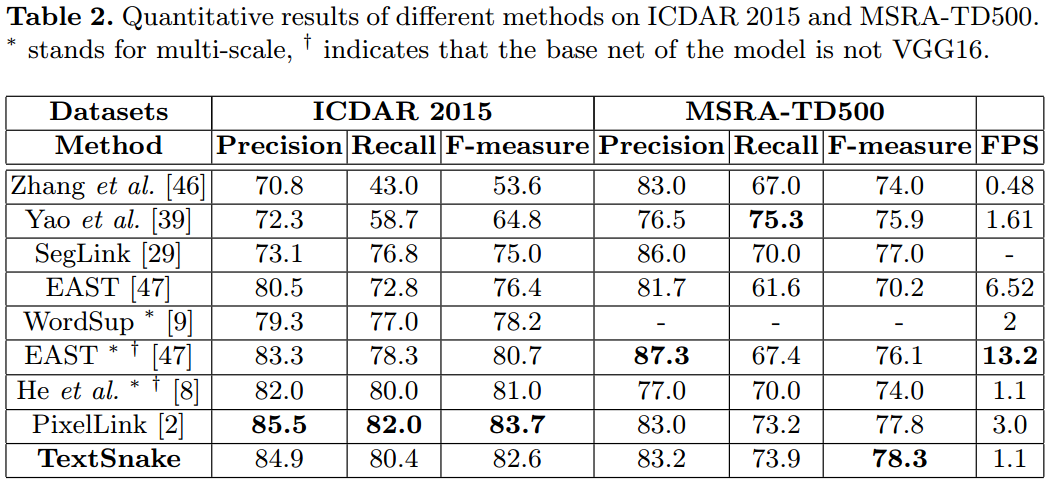 Table 2. Quantitative results of different methods on ICDAR 2015 and MSRA-TD500.
* stands for multi-scale, † indicates that the base net of the model is not VGG16.
Datasets ICDAR 2015 MSRA-TD500
Method Precision Recall F-measure Precision Recall F-measure FPS
Zhang et al. [46] 70.8 43.0 53.6 83.0 67.0 74.0 0.48
Yao et al. [39] 72.3 58.7 64.8 76.5 75.3 75.9 1.61
SegLink [29] 73.1 76.8 75.0 86.0 70.0 77.0 -
EAST [47] 80.5 72.8 76.4 81.7 61.6 70.2 6.52
WordSup * [9] 79.3 77.0 78.2 - - - 2
EAST * † [47] 83.3 78.3 80.7 87.3 67.4 76.1 13.2
He et al. * † [8] 82.0 80.0 81.0 77.0 70.0 74.0 1.1
PixelLink [2] 85.5 82.0 83.7 83.0 73.2 77.8 3.0
TextSnake 84.9 80.4 82.6 83.2 73.9 78.3 1.1